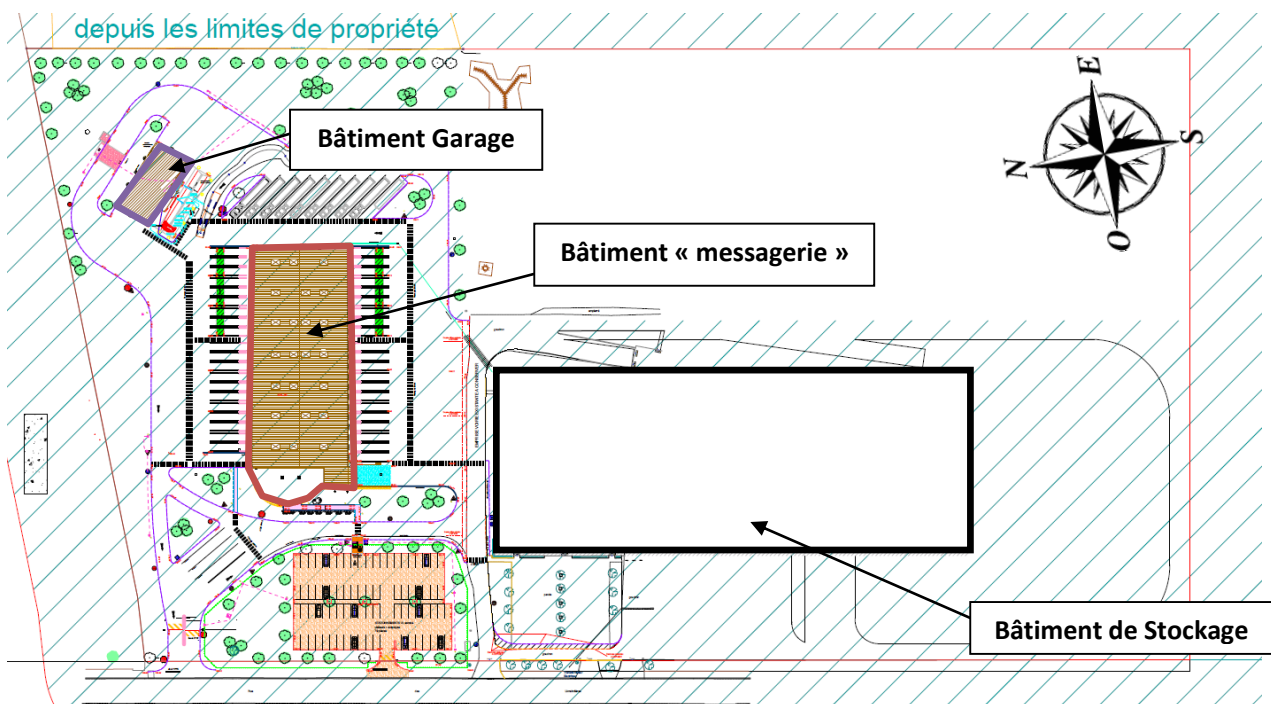 depuis les limites de propriété
E
Bâtiment Garage
S
N
Bâtiment « messagerie »
O
Bâtiment de Stockage